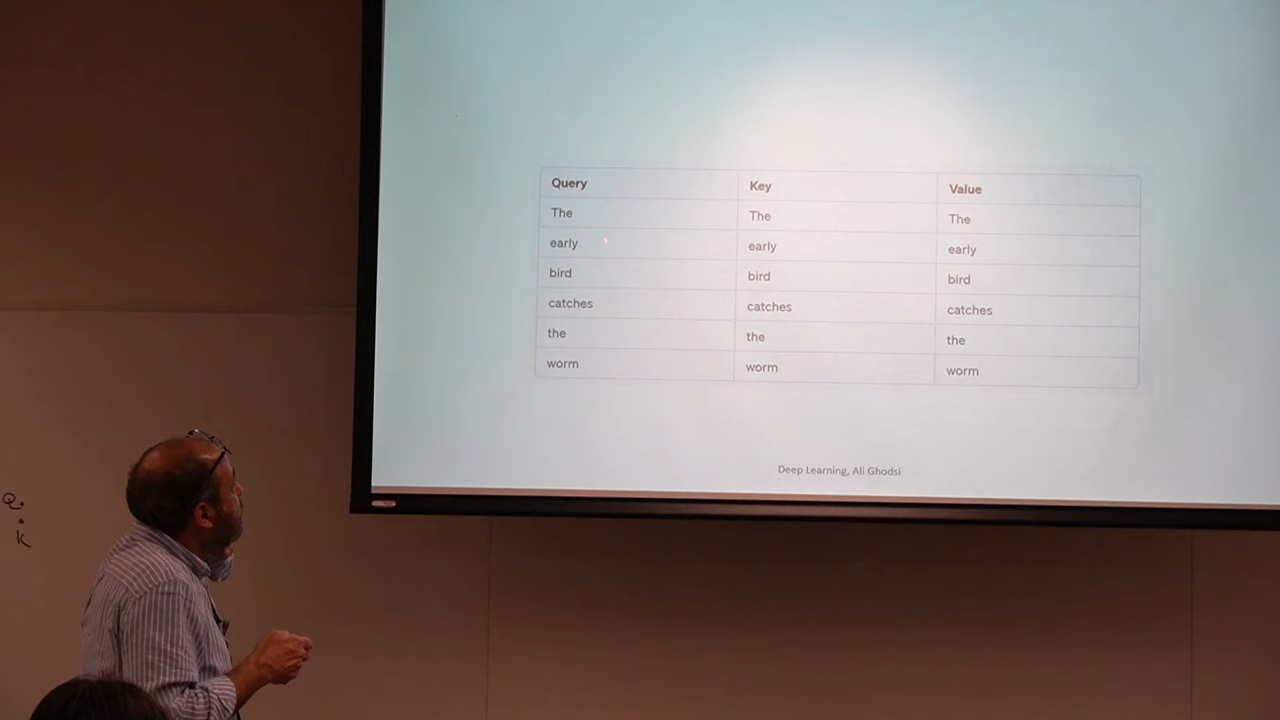 Query Key Value
The The The
early early early
bird bird bird
catches catches catches
the the the
worm worm worm
Deep Learning, Ali Ghodsi
Q.
K